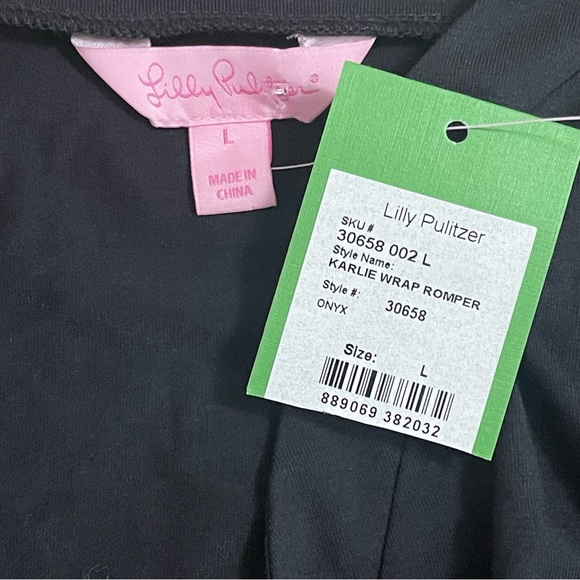 Lilly Pulitzer®
L
MADE IN
CHINA
Lilly Pulitzer
SKU #
30658 002 L
Style Name:
KARLIE WRAP ROMPER
Style #: 30658
ONYX
Size: L
889069 382032